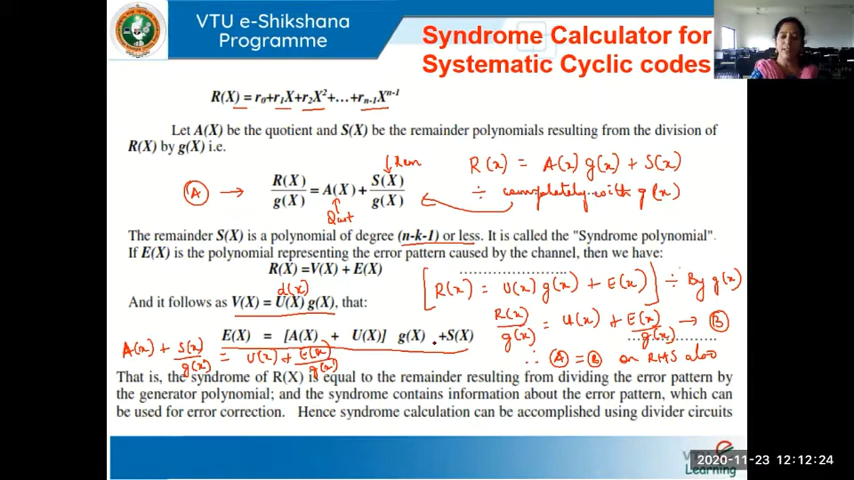 VTU e-Shikshana
Programme
Syndrome Calculator for
Systematic Cyclic codes
R(X) = r0+r1X+r2X²+…+rn-1Xⁿ⁻¹
Let A(X) be the quotient and S(X) be the remainder polynomials resulting from the division of
R(X) by g(X) i.e.
Rem
R(x) = A(x) g(x) + S(x)
÷ completely with g(x)
A → R(X)/g(X) = A(X) + S(X)/g(X)
Quot
The remainder S(X) is a polynomial of degree (n-k-1) or less. It is called the "Syndrome polynomial".
If E(X) is the polynomial representing the error pattern caused by the channel, then we have:
R(X) =V(X) + E(X)
[R(x) = U(x) g(x) + E(x)] ÷ By g(x)
d(x)
And it follows as V(X) = U(X) g(X), that:
R(x)/g(x) = U(x) + E(x)/g(x) → B
E(X) = [A(X) + U(X)] g(X) +S(X)
A(x) + S(x)/g(x) = U(x) + E(x)/g(x)
∴ A = B on RHS also
That is, the syndrome of R(X) is equal to the remainder resulting from dividing the error pattern by
the generator polynomial; and the syndrome contains information about the error pattern, which can
be used for error correction. Hence syndrome calculation can be accomplished using divider circuits
2020-11-23 12:12:24
Learning